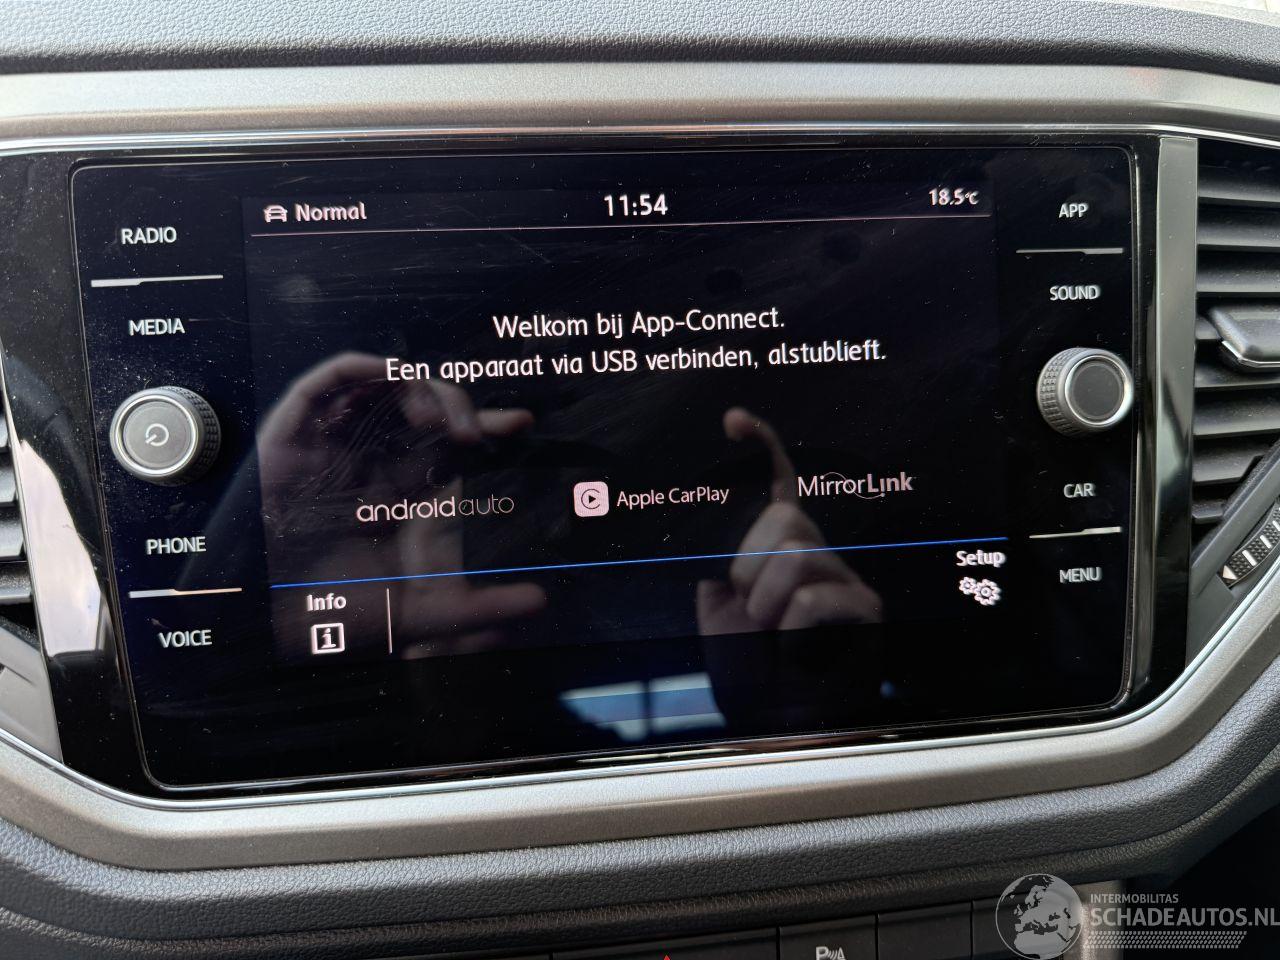 Normal
11:54
18.5°C
RADIO
MEDIA
PHONE
VOICE
APP
SOUND
CAR
MENU
Welkom bij App-Connect.
Een apparaat via USB verbinden, alstublieft.
androidauto
Apple CarPlay
MirrorLink
Info
i
Setup
P
INTERMOBILITAS
SCHADEAUTOS.NL